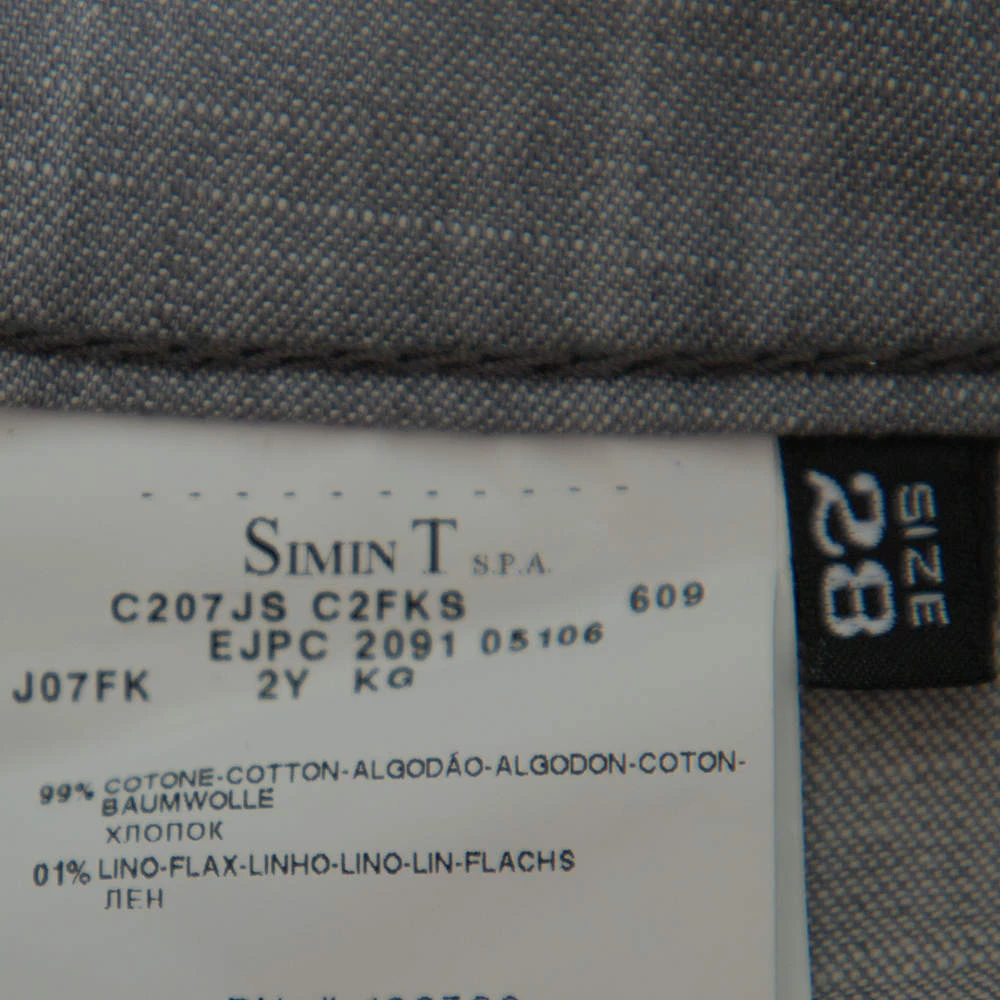 SIMIN T S.P.A.
C207JS C2FKS 609
EJPC 2091 05106
J07FK 2Y KG
99% COTONE-COTTON-ALGODÁO-ALGODON-COTON-
BAUMWOLLE
ХЛОПОК
01% LINO-FLAX-LINHO-LINO-LIN-FLACHS
ЛЕН
SIZE
28